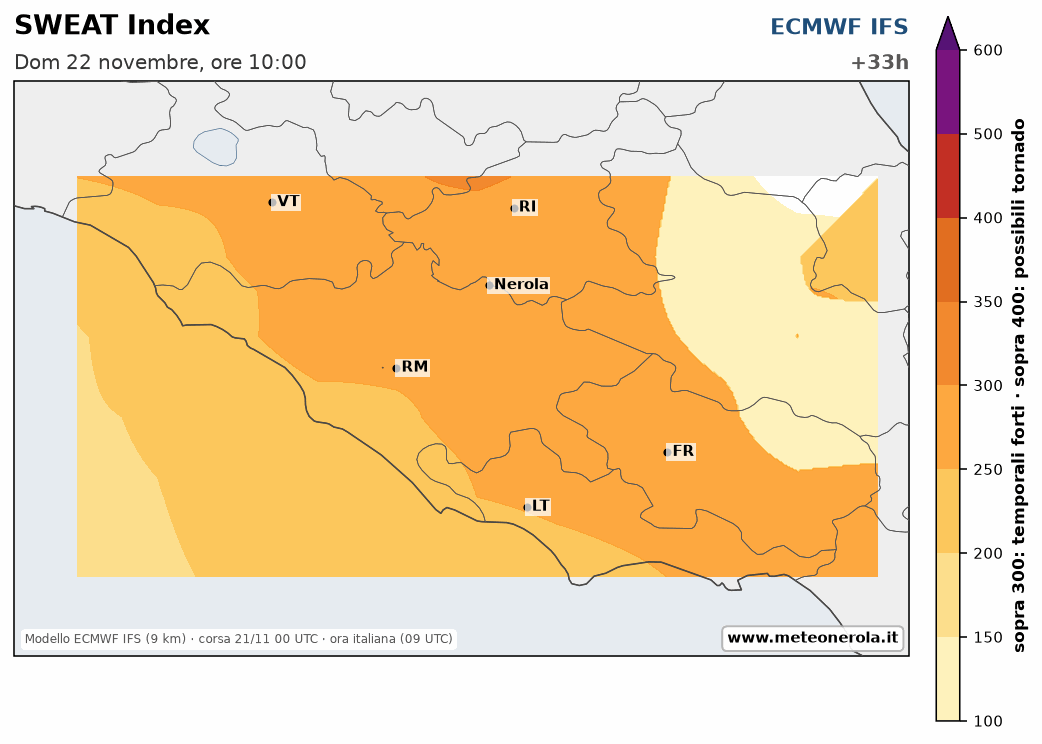 SWEAT Index
ECMWF IFS
Dom 22 novembre, ore 10:00
+33h
VT
RI
Nerola
RM
FR
LT
Modello ECMWF IFS (9 km) · corsa 21/11 00 UTC · ora italiana (09 UTC)
www.meteonerola.it
600
500
400
350
300
250
200
150
100
sopra 300: temporali forti · sopra 400: possibili tornado